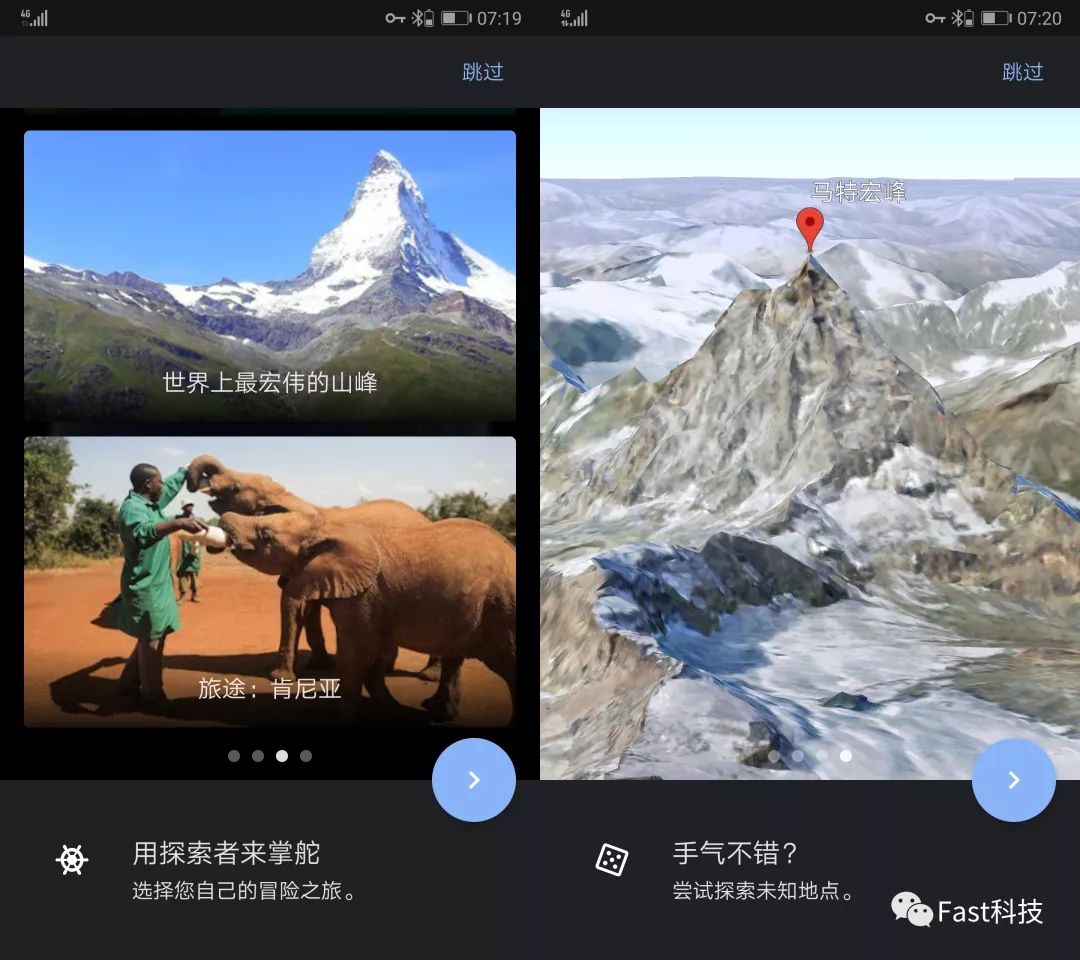 4G
07:19
跳过
世界上最宏伟的山峰
旅途：肯尼亚
用探索者来掌舵
选择您自己的冒险之旅。
4G
07:20
跳过
马特宏峰
手气不错？
尝试探索未知地点。
Fast科技